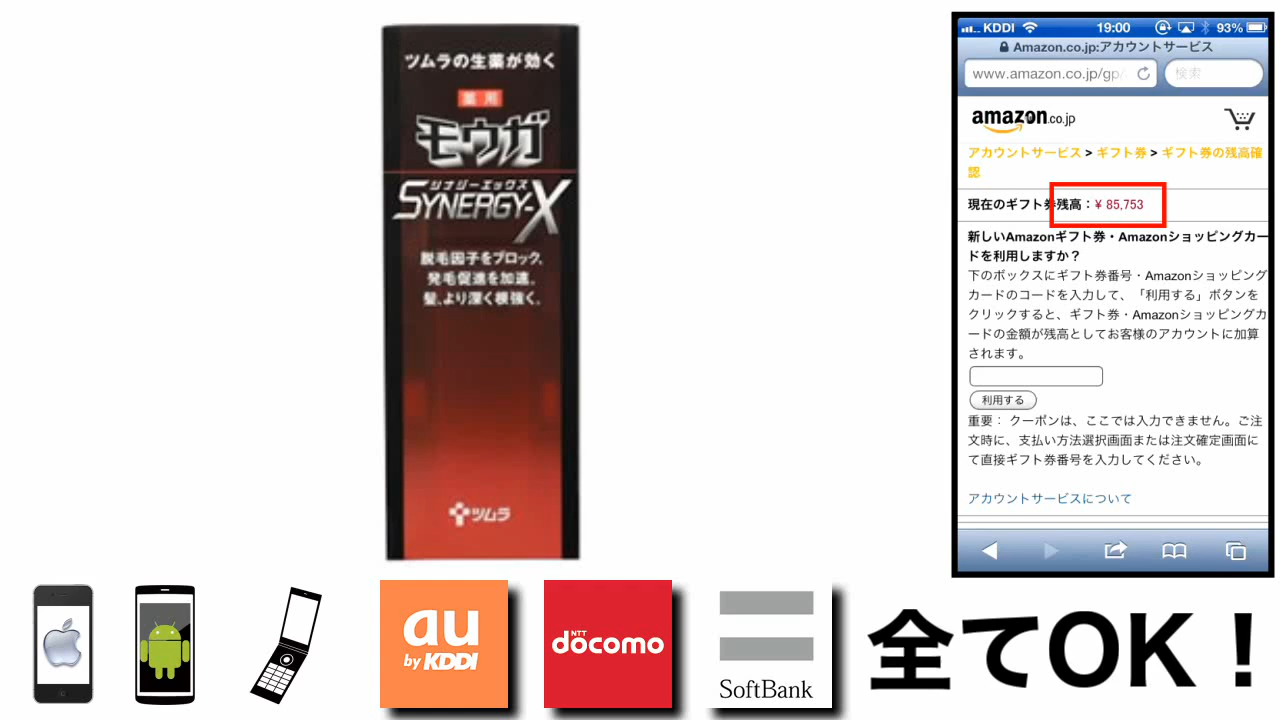 ツムラの生薬が効く
薬用
モウガ
シナジーエックス
SYNERGY-X
脱毛因子をブロック。
発毛促進を加速。
髪、より深く根強く。
ツムラ
KDDI 19:00 93%
Amazon.co.jp:アカウントサービス
www.amazon.co.jp/gp/ 検索
amazon.co.jp
アカウントサービス > ギフト券 > ギフト券の残高確
認
現在のギフト券残高：¥ 85,753
新しいAmazonギフト券・Amazonショッピングカー
ドを利用しますか？
下のボックスにギフト券番号・Amazonショッピング
カードのコードを入力して、「利用する」ボタンを
クリックすると、ギフト券・Amazonショッピングカ
ードの金額が残高としてお客様のアカウントに加算
されます。
利用する
重要： クーポンは、ここでは入力できません。ご注
文時に、支払い方法選択画面または注文確定画面に
て直接ギフト券番号を入力してください。
アカウントサービスについて
au
by KDDI
NTT
docomo
SoftBank
全てOK！